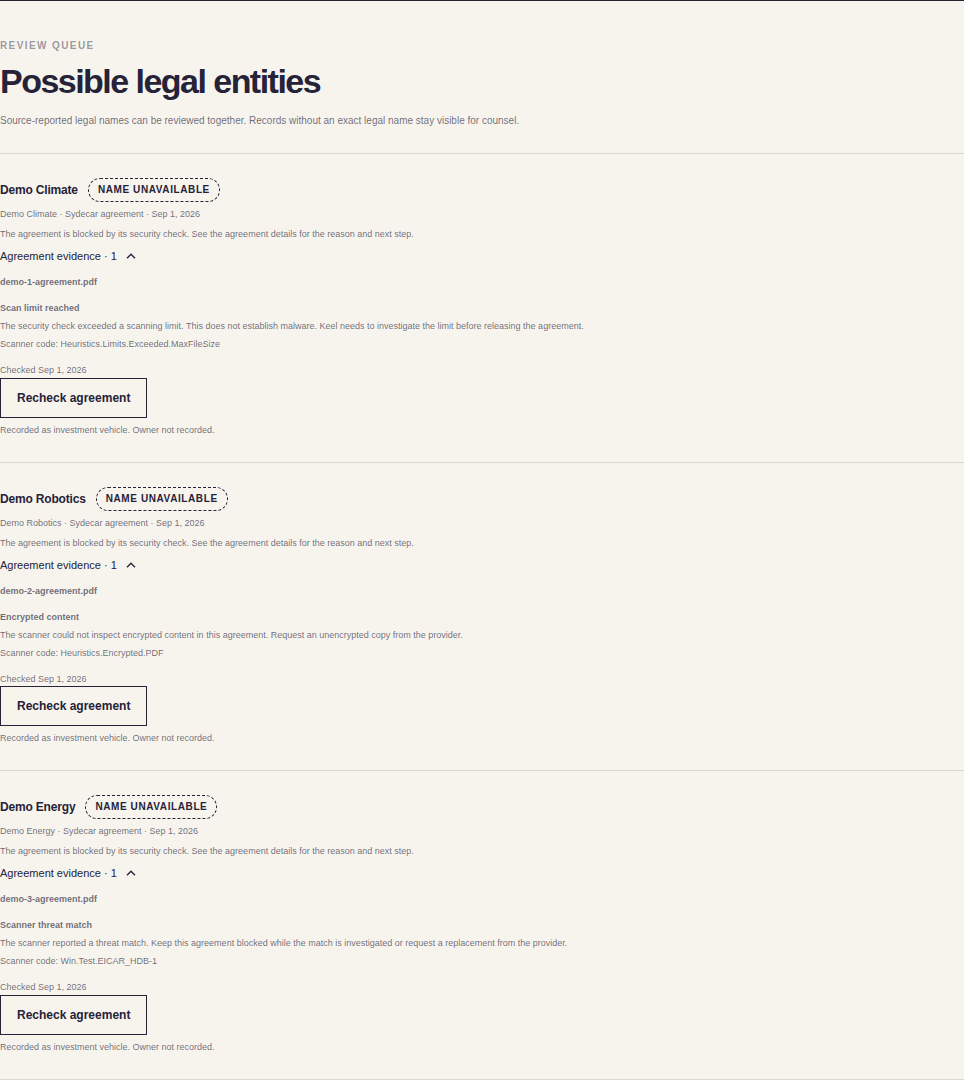 REVIEW QUEUE
Possible legal entities
Source-reported legal names can be reviewed together. Records without an exact legal name stay visible for counsel.
Demo Climate NAME UNAVAILABLE
Demo Climate · Sydecar agreement · Sep 1, 2026
The agreement is blocked by its security check. See the agreement details for the reason and next step.
Agreement evidence · 1
demo-1-agreement.pdf
Scan limit reached
The security check exceeded a scanning limit. This does not establish malware. Keel needs to investigate the limit before releasing the agreement.
Scanner code: Heuristics.Limits.Exceeded.MaxFileSize
Checked Sep 1, 2026
Recheck agreement
Recorded as investment vehicle. Owner not recorded.
Demo Robotics NAME UNAVAILABLE
Demo Robotics · Sydecar agreement · Sep 1, 2026
The agreement is blocked by its security check. See the agreement details for the reason and next step.
Agreement evidence · 1
demo-2-agreement.pdf
Encrypted content
The scanner could not inspect encrypted content in this agreement. Request an unencrypted copy from the provider.
Scanner code: Heuristics.Encrypted.PDF
Checked Sep 1, 2026
Recheck agreement
Recorded as investment vehicle. Owner not recorded.
Demo Energy NAME UNAVAILABLE
Demo Energy · Sydecar agreement · Sep 1, 2026
The agreement is blocked by its security check. See the agreement details for the reason and next step.
Agreement evidence · 1
demo-3-agreement.pdf
Scanner threat match
The scanner reported a threat match. Keep this agreement blocked while the match is investigated or request a replacement from the provider.
Scanner code: Win.Test.EICAR_HDB-1
Checked Sep 1, 2026
Recheck agreement
Recorded as investment vehicle. Owner not recorded.